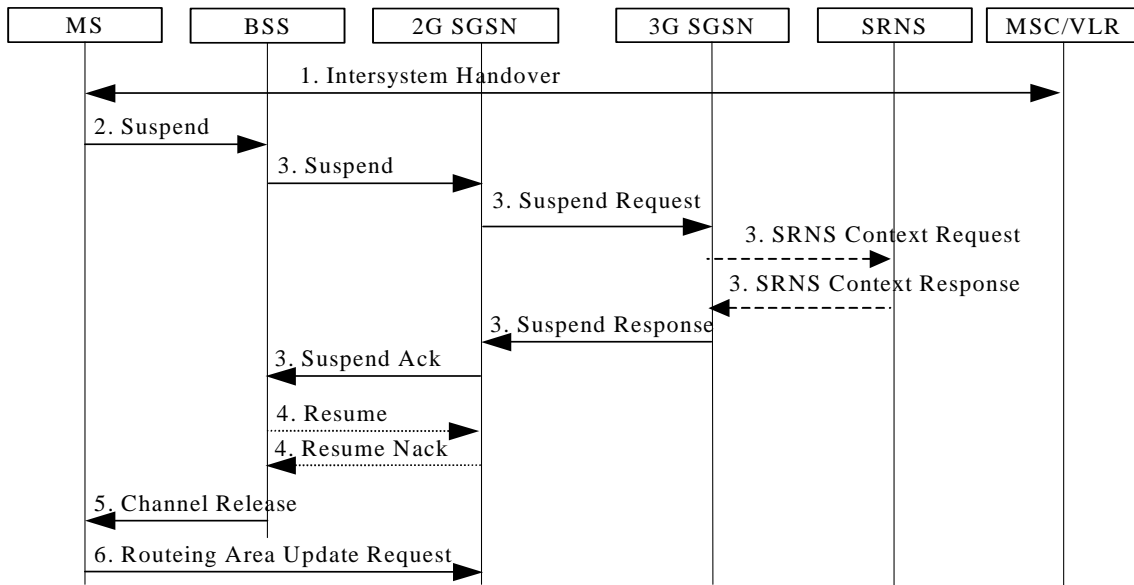 MS BSS 2G SGSN 3G SGSN SRNS MSC/VLR
1. Intersystem Handover
2. Suspend
3. Suspend
3. Suspend Request
3. SRNS Context Request
3. SRNS Context Response
3. Suspend Response
3. Suspend Ack
4. Resume
4. Resume Nack
5. Channel Release
6. Routeing Area Update Request